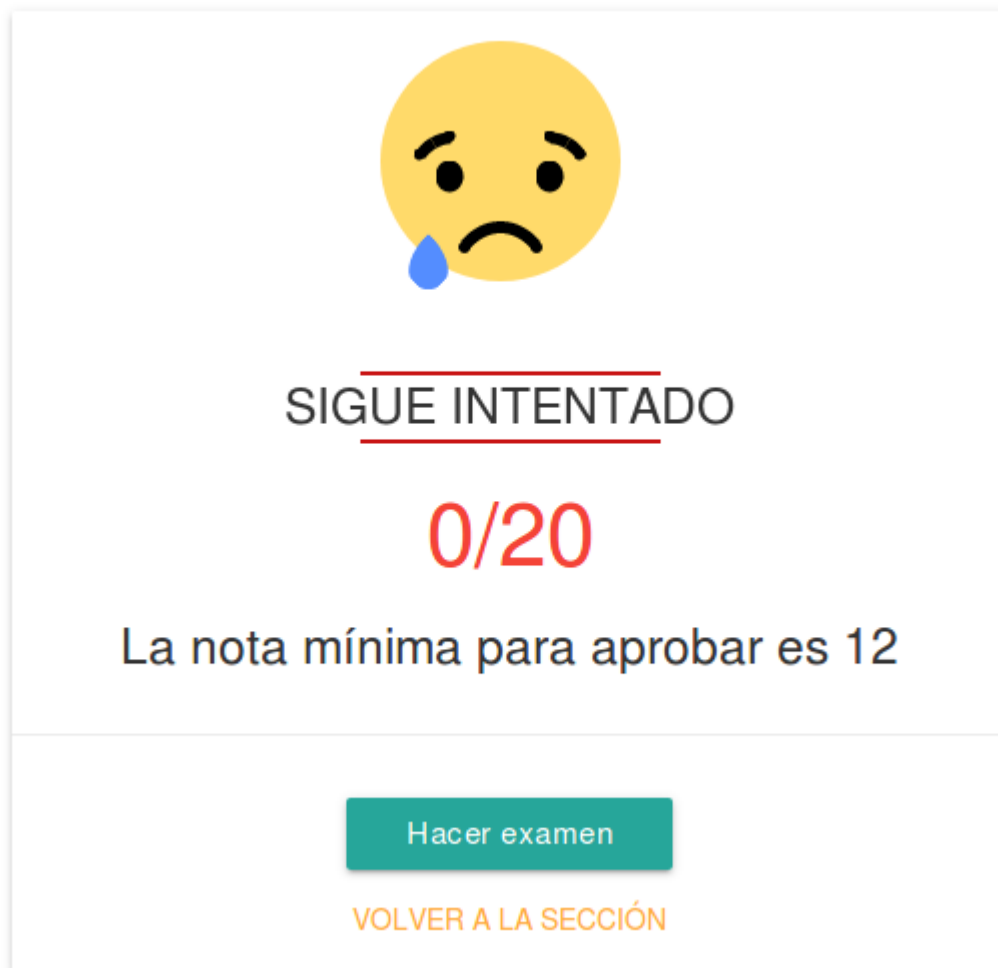 SIGUE INTENTADO
0/20
La nota mínima para aprobar es 12
Hacer examen
VOLVER A LA SECCIÓN